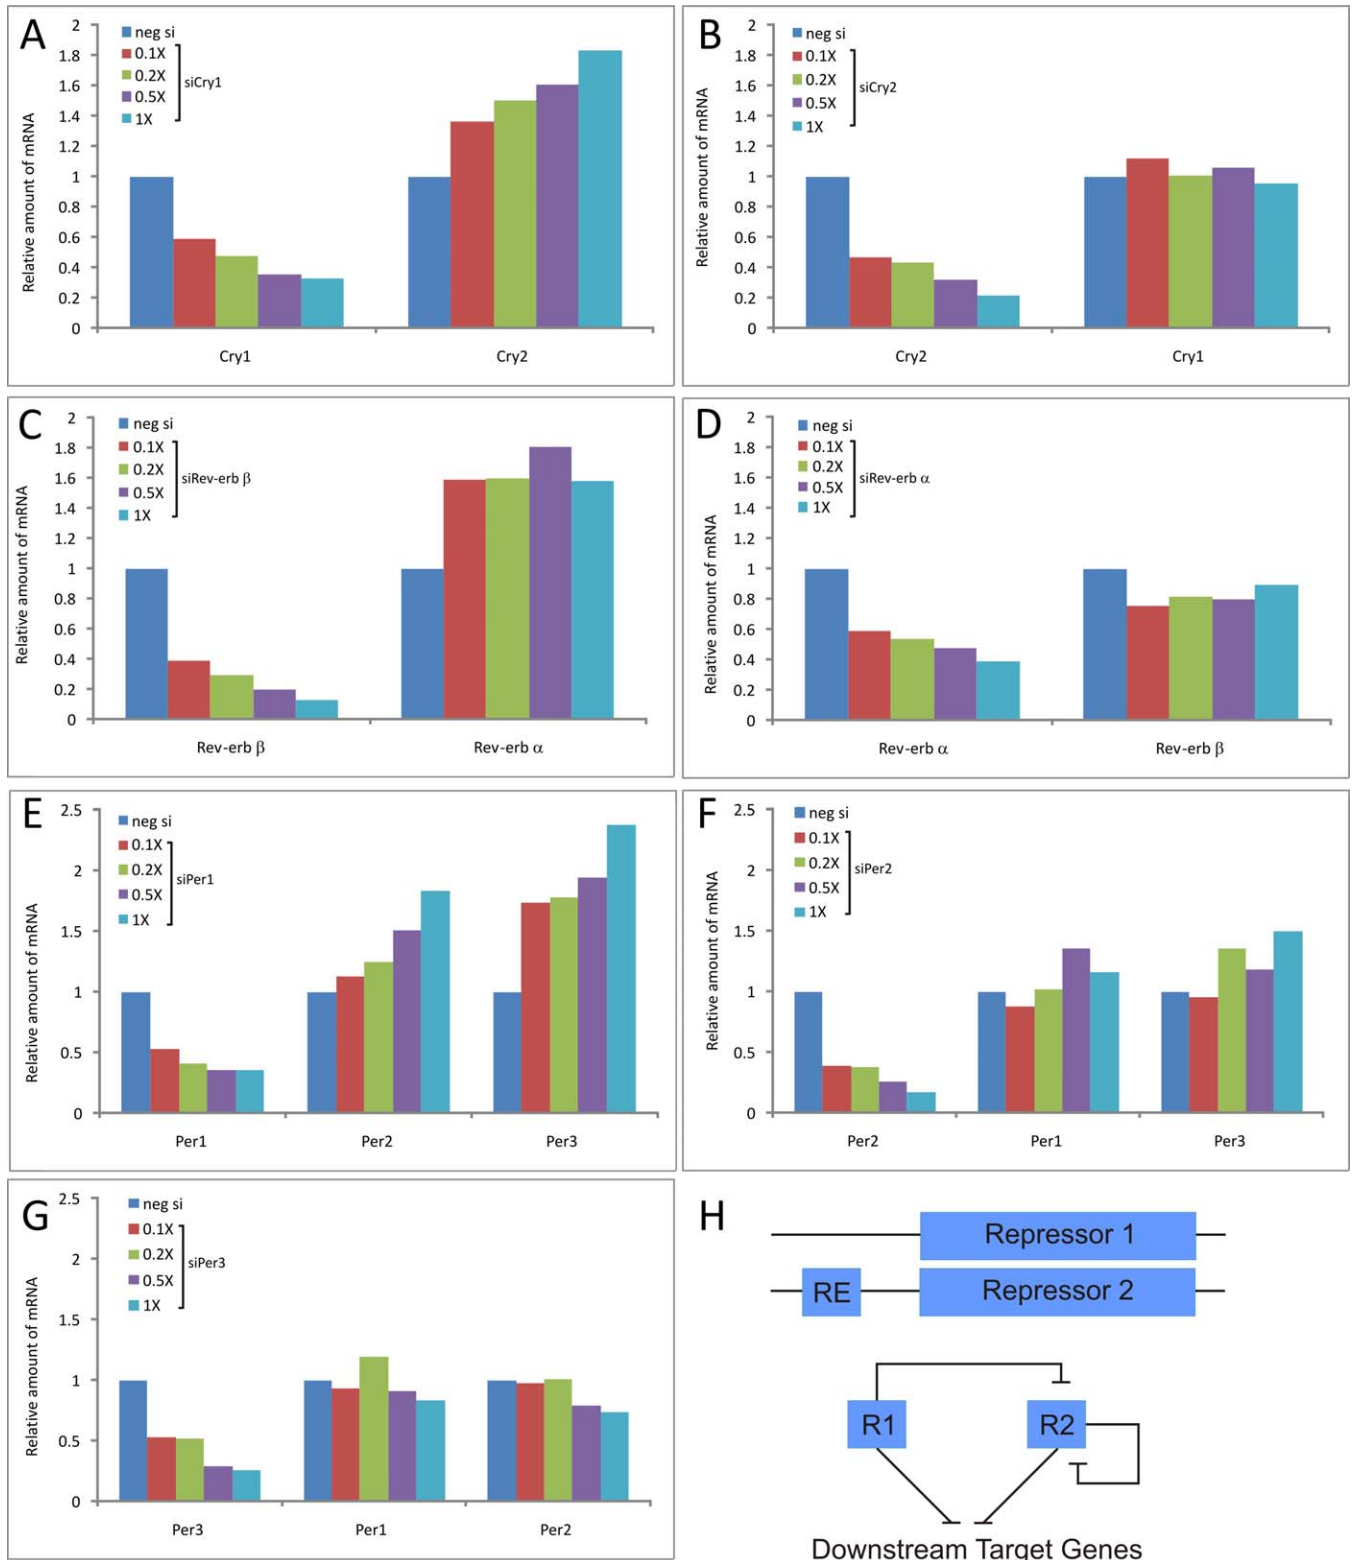 A
2
1.8
1.6
1.4
1.2
1
0.8
0.6
0.4
0.2
0
Relative amount of mRNA
neg si
0.1X
0.2X
0.5X
1X
siCry1
Cry1
Cry2
B
2
1.8
1.6
1.4
1.2
1
0.8
0.6
0.4
0.2
0
Relative amount of mRNA
neg si
0.1X
0.2X
0.5X
1X
siCry2
Cry2
Cry1
C
2
1.8
1.6
1.4
1.2
1
0.8
0.6
0.4
0.2
0
Relative amount of mRNA
neg si
0.1X
0.2X
0.5X
1X
siRev-erb β
Rev-erb β
Rev-erb α
D
2
1.8
1.6
1.4
1.2
1
0.8
0.6
0.4
0.2
0
Relative amount of mRNA
neg si
0.1X
0.2X
0.5X
1X
siRev-erb α
Rev-erb α
Rev-erb β
E
2.5
2
1.5
1
0.5
0
Relative amount of mRNA
neg si
0.1X
0.2X
0.5X
1X
siPer1
Per1
Per2
Per3
F
2.5
2
1.5
1
0.5
0
Relative amount of mRNA
neg si
0.1X
0.2X
0.5X
1X
siPer2
Per2
Per1
Per3
G
2.5
2
1.5
1
0.5
0
Relative amount of mRNA
neg si
0.1X
0.2X
0.5X
1X
siPer3
Per3
Per1
Per2
H
Repressor 1
RE
Repressor 2
R1
R2
Downstream Target Genes